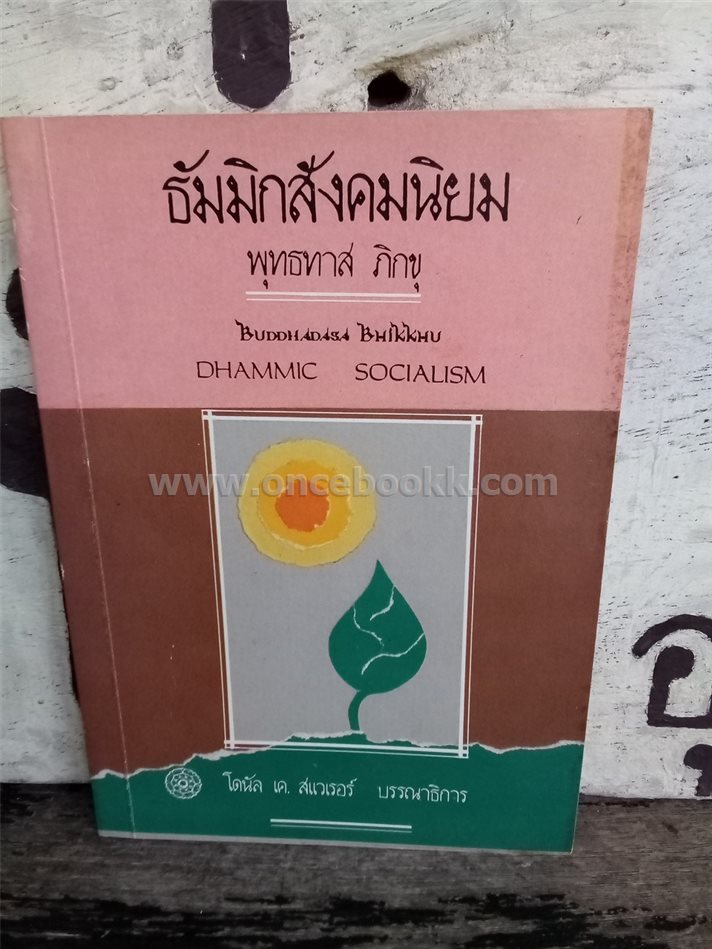 ธัมมิกสังคมนิยม
พุทธทาส ภิกขุ
BUDDHADASA BHIKKHU
DHAMMIC SOCIALISM
www.oncebookk.com
โดนัล เค. สแวเรอร์ บรรณาธิการ